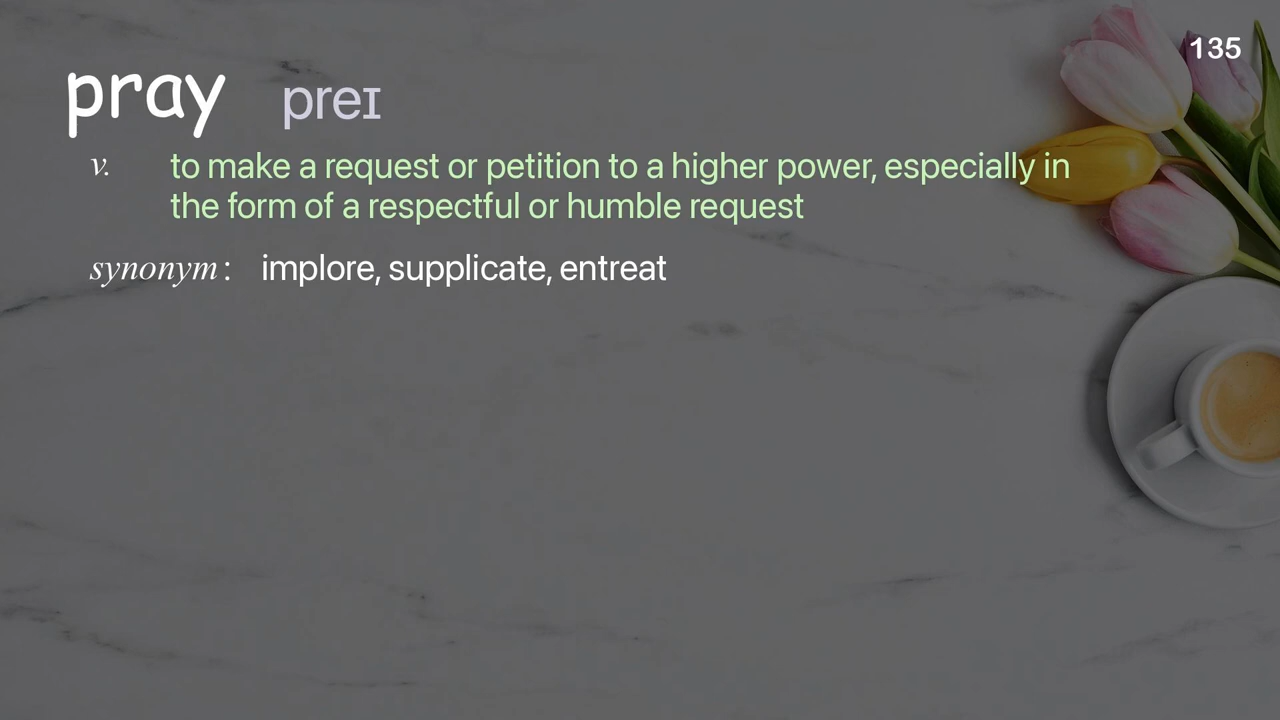 135
pray preɪ
v. to make a request or petition to a higher power, especially in
the form of a respectful or humble request
synonym: implore, supplicate, entreat